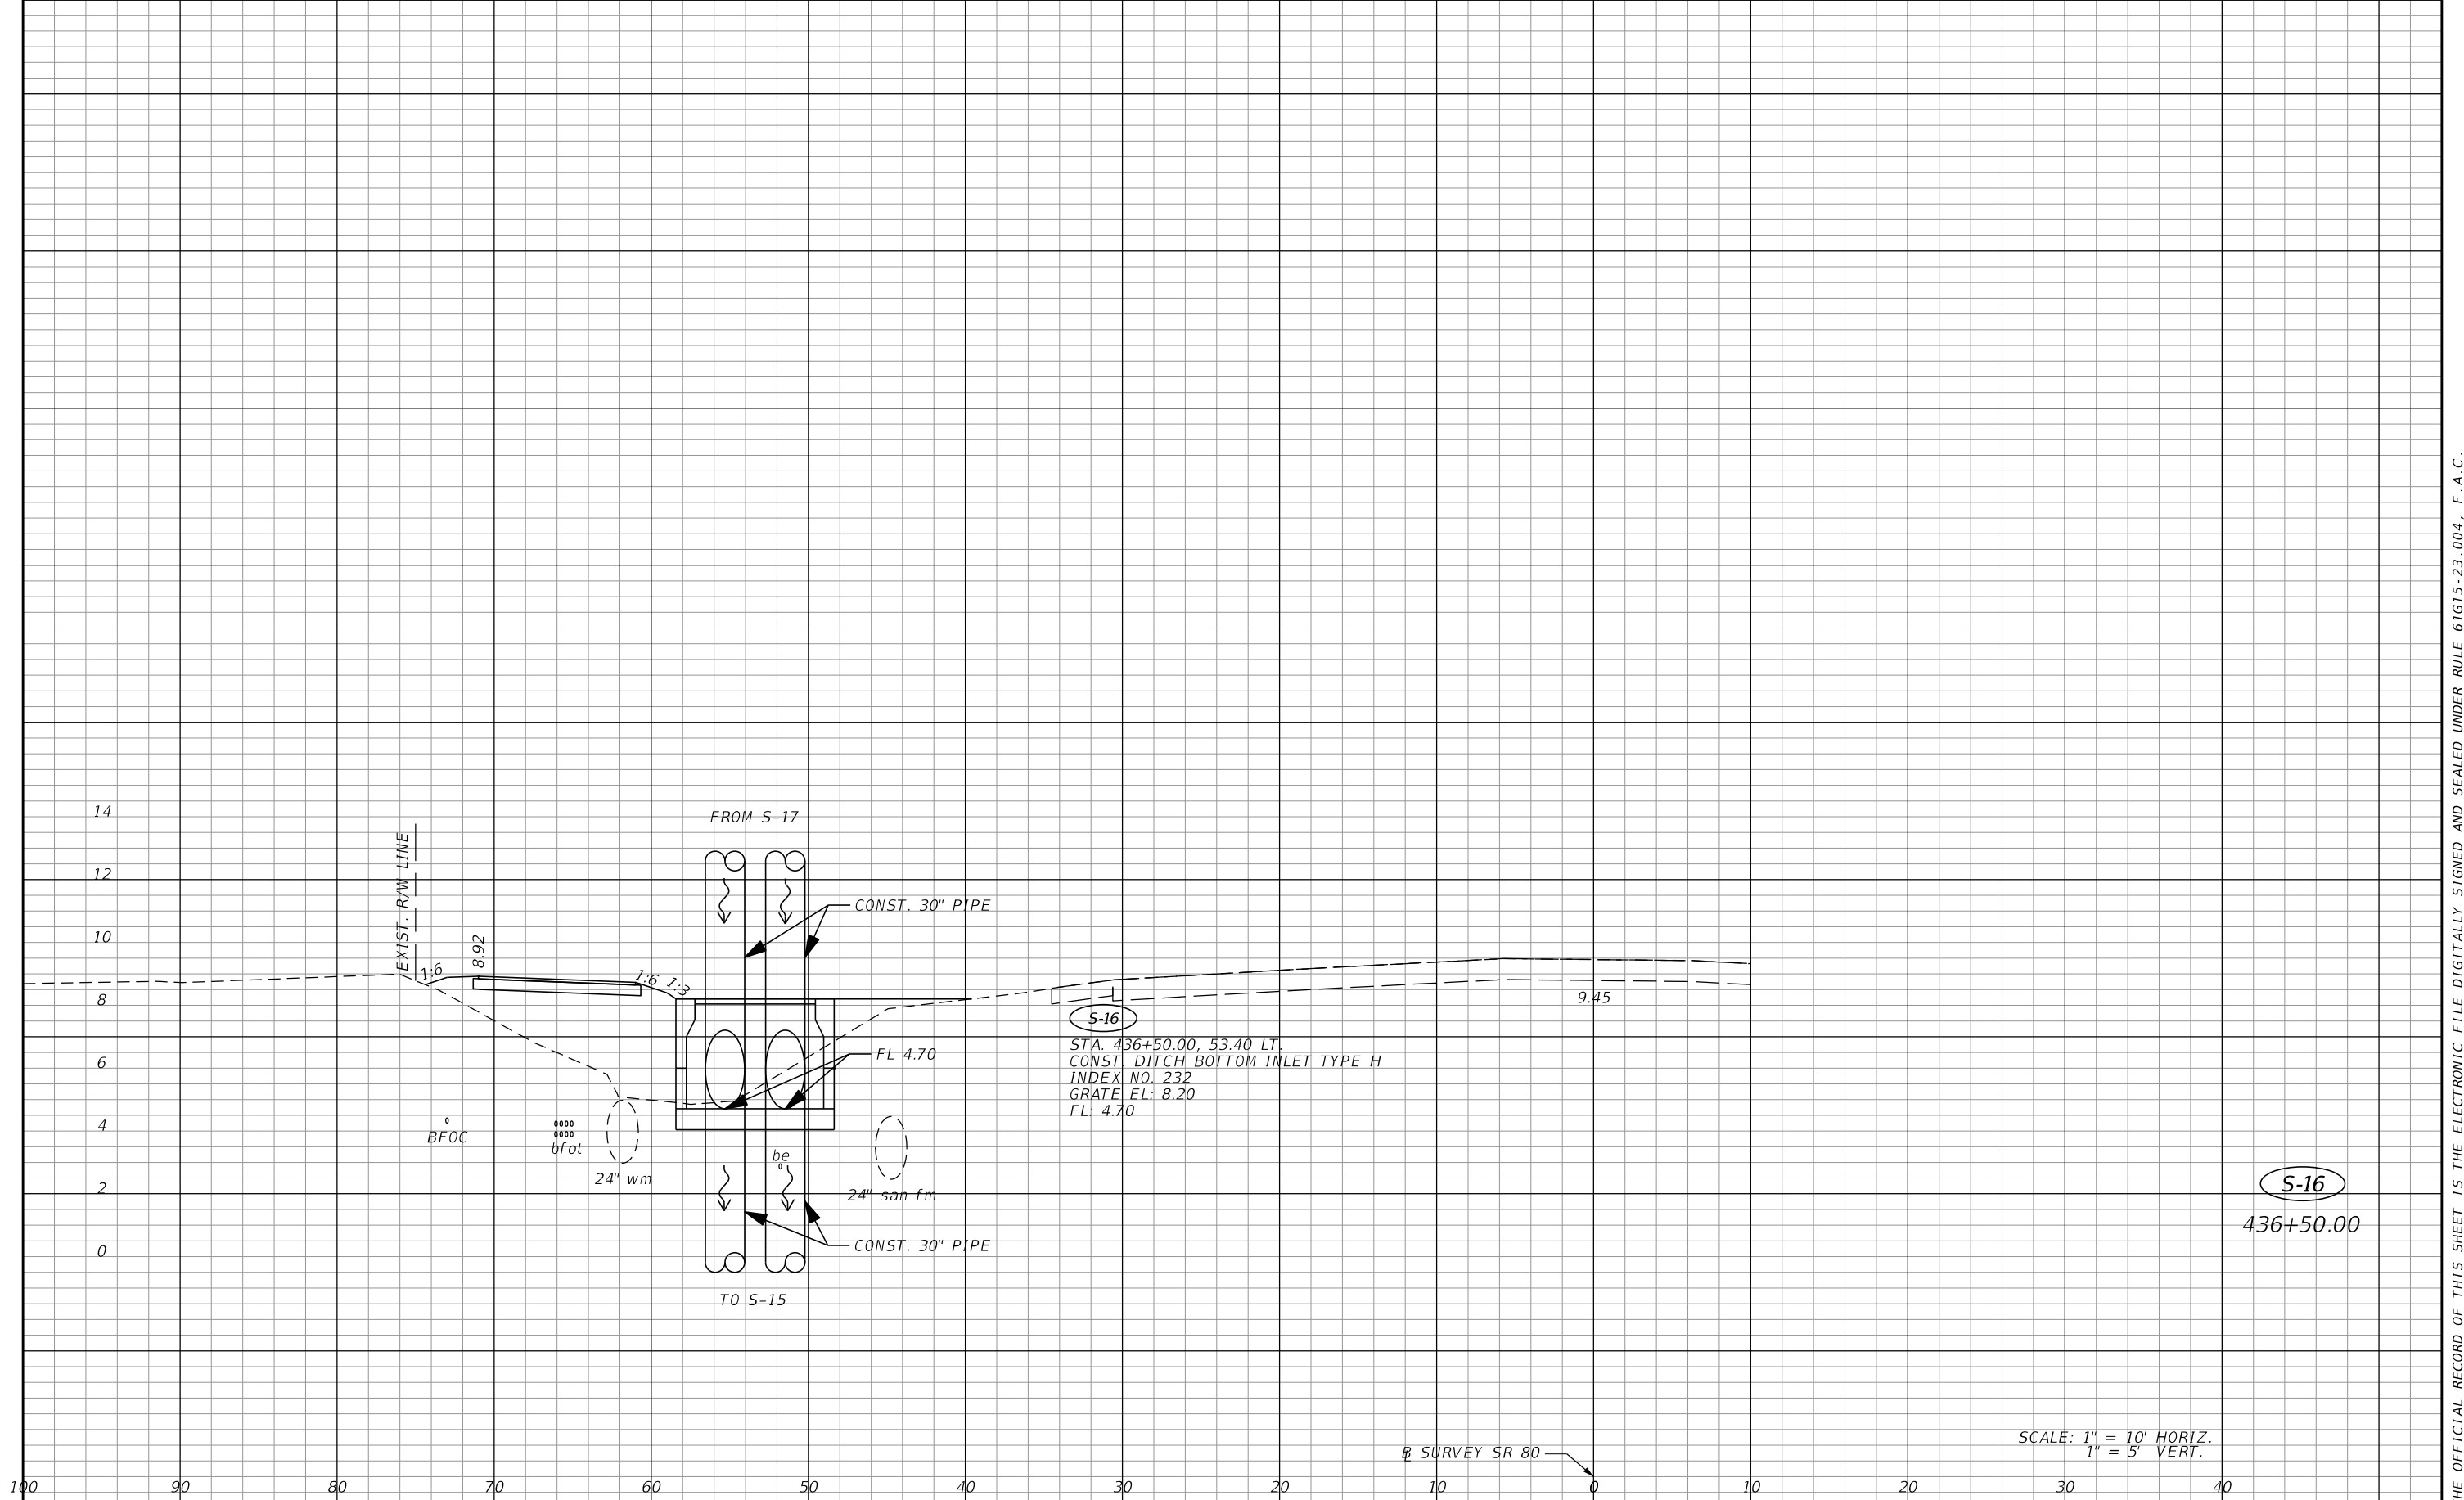 14
FROM S-17
12
CONST. 30" PIPE
10
EXIST. R/W LINE
8.92
1:6
1:6
1:3
8
9.45
S-16
STA. 436+50.00, 53.40 LT.
CONST. DITCH BOTTOM INLET TYPE H
INDEX NO. 232
GRATE EL: 8.20
FL: 4.70
FL 4.70
6
4
BFOC
bfot
be
24" wm
24" san fm
2
S-16
436+50.00
0
CONST. 30" PIPE
TO S-15
SCALE: 1" = 10' HORIZ.
1" = 5' VERT.
B SURVEY SR 80
100 90 80 70 60 50 40 30 20 10 0 10 20 30 40
HE OFFICIAL RECORD OF THIS SHEET IS THE ELECTRONIC FILE DIGITALLY SIGNED AND SEALED UNDER RULE 61G15-23.004, F.A.C.